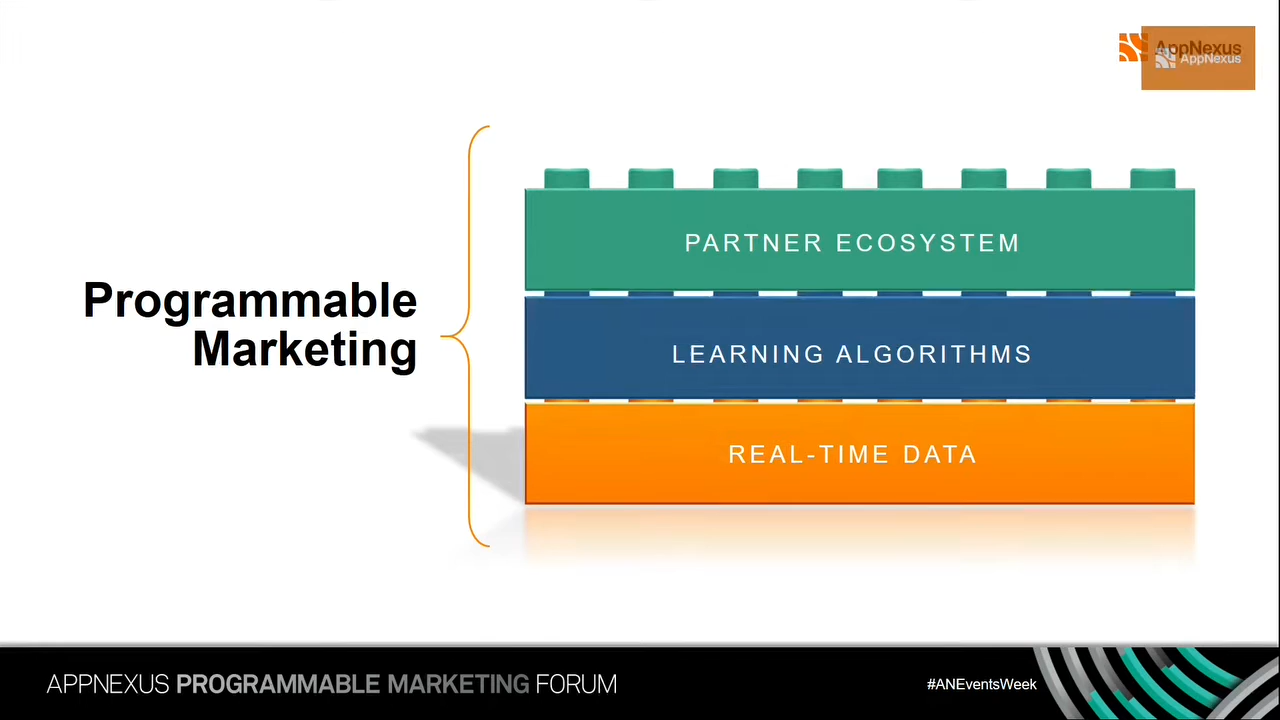 AppNexus
AppNexus
Programmable
Marketing
PARTNER ECOSYSTEM
LEARNING ALGORITHMS
REAL-TIME DATA
APPNEXUS PROGRAMMABLE MARKETING FORUM
#ANEventsWeek